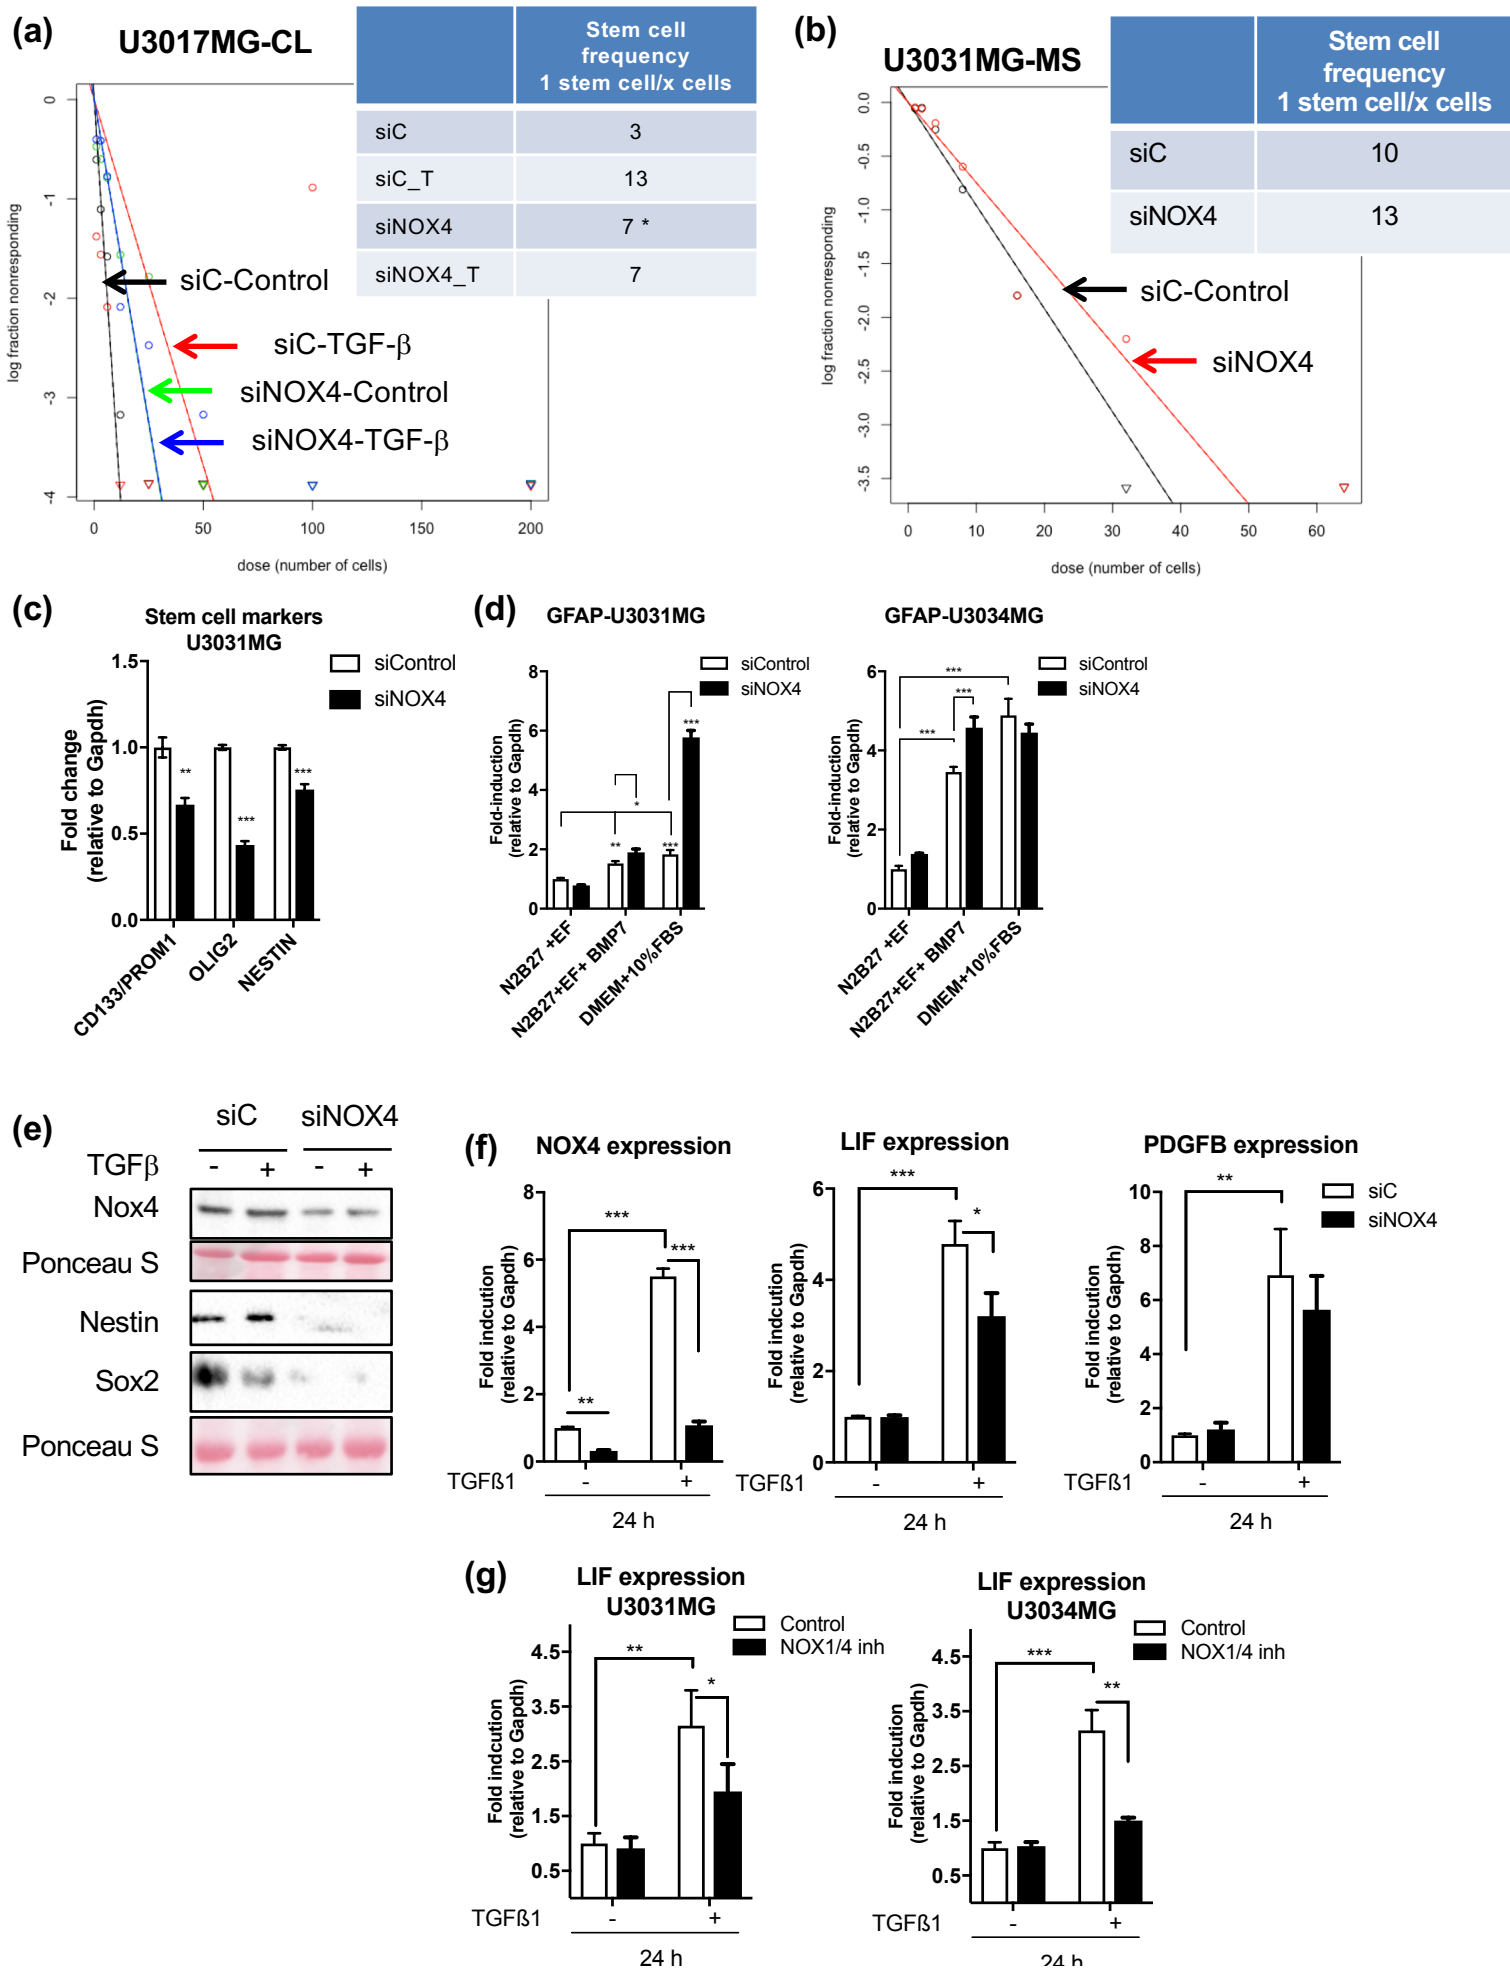 (a)
U3017MG-CL
Stem cell
frequency
1 stem cell/x cells
siC 3
siC_T 13
siNOX4 7 *
siNOX4_T 7
siC-Control
siC-TGF-β
siNOX4-Control
siNOX4-TGF-β
log fraction nonresponding
0
-1
-2
-3
-4
0 50 100 150 200
dose (number of cells)
(b)
U3031MG-MS
Stem cell
frequency
1 stem cell/x cells
siC 10
siNOX4 13
siC-Control
siNOX4
log fraction nonresponding
0.0
-0.5
-1.0
-1.5
-2.0
-2.5
-3.0
-3.5
0 10 20 30 40 50 60
dose (number of cells)
(c)
Stem cell markers
U3031MG
siControl
siNOX4
Fold change
(relative to Gapdh)
1.5
1.0
0.5
0.0
** *** ***
CD133/PROM1
OLIG2
NESTIN
(d)
GFAP-U3031MG
siControl
siNOX4
Fold-induction
(relative to Gapdh)
8
6
4
2
0
***
*
** ***
N2B27 +EF
N2B27+EF+ BMP7
DMEM+10%FBS
GFAP-U3034MG
siControl
siNOX4
Fold-induction
(relative to Gapdh)
6
4
2
0
***
***
***
N2B27 +EF
N2B27+EF+ BMP7
DMEM+10%FBS
(e)
siC siNOX4
TGFβ - + - +
Nox4
Ponceau S
Nestin
Sox2
Ponceau S
(f)
NOX4 expression
Fold indcution
(relative to Gapdh)
8
6
4
2
0
***
***
**
TGFß1 - +
24 h
LIF expression
Fold indcution
(relative to Gapdh)
6
4
2
0
***
*
TGFß1 - +
24 h
PDGFB expression
siC
siNOX4
Fold indcution
(relative to Gapdh)
10
8
6
4
2
0
**
TGFß1 - +
24 h
(g)
LIF expression
U3031MG
Control
NOX1/4 inh
Fold indcution
(relative to Gapdh)
4.5
3.5
2.5
1.5
0.5
**
*
TGFß1 - +
24 h
LIF expression
U3034MG
Control
NOX1/4 inh
Fold indcution
(relative to Gapdh)
4.5
3.5
2.5
1.5
0.5
***
**
TGFß1 - +
24 h